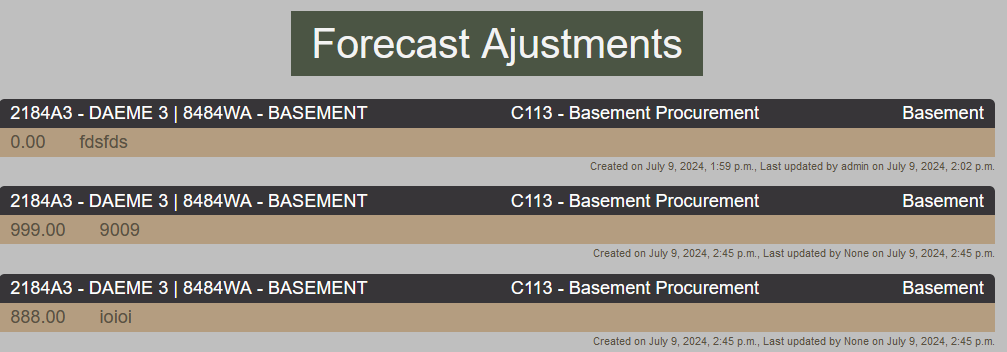 Forecast Ajustments
2184A3 - DAEME 3 | 8484WA - BASEMENT C113 - Basement Procurement Basement
0.00 fdsfds
Created on July 9, 2024, 1:59 p.m., Last updated by admin on July 9, 2024, 2:02 p.m.
2184A3 - DAEME 3 | 8484WA - BASEMENT C113 - Basement Procurement Basement
999.00 9009
Created on July 9, 2024, 2:45 p.m., Last updated by None on July 9, 2024, 2:45 p.m.
2184A3 - DAEME 3 | 8484WA - BASEMENT C113 - Basement Procurement Basement
888.00 ioioi
Created on July 9, 2024, 2:45 p.m., Last updated by None on July 9, 2024, 2:45 p.m.